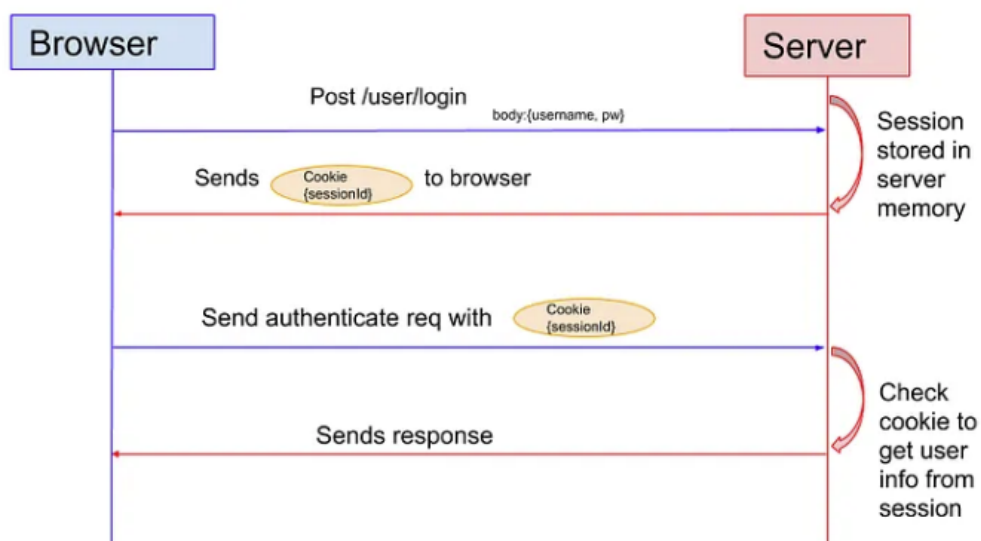 Browser
Server
Post /user/login
body:{username, pw}
Session
stored in
server
memory
Sends
Cookie
{sessionId}
to browser
Send authenticate req with
Cookie
{sessionId}
Check
cookie to
get user
info from
session
Sends response